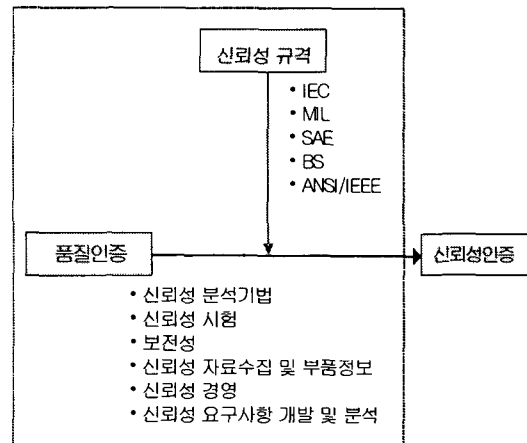 신뢰성 규격
• IEC
• MIL
• SAE
• BS
• ANSI/IEEE
품질인증
신뢰성인증
• 신뢰성 분석기법
• 신뢰성 시험
• 보전성
• 신뢰성 자료수집 및 부품정보
• 신뢰성 경영
• 신뢰성 요구사항 개발 및 분석